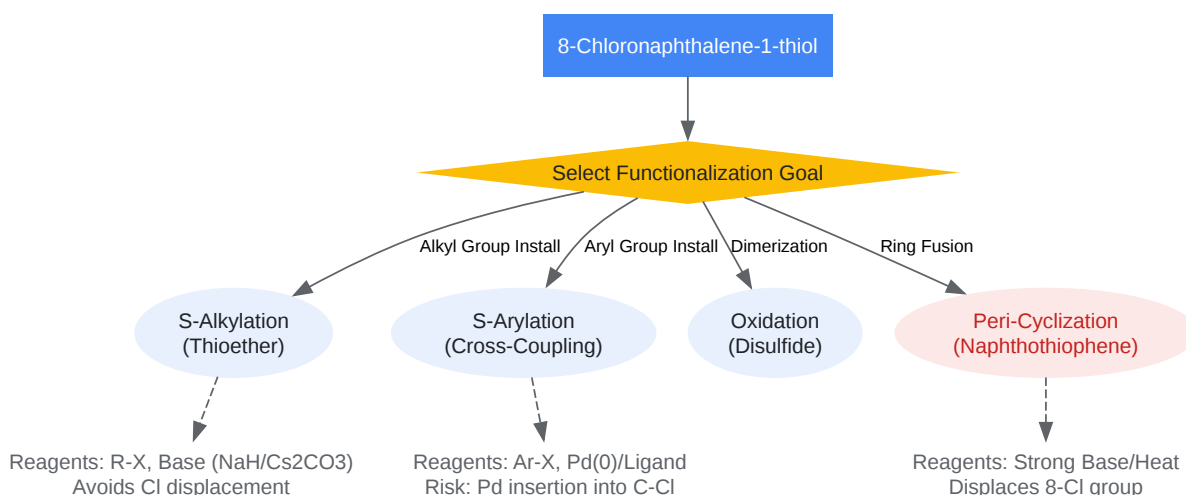 8-Chloronaphthalene-1-thiol
Select Functionalization Goal
Alkyl Group Install
Aryl Group Install
Dimerization
Ring Fusion
S-Alkylation
(Thioether)
S-Arylation
(Cross-Coupling)
Oxidation
(Disulfide)
Peri-Cyclization
(Naphthothiophene)
Reagents: R-X, Base (NaH/Cs2CO3)
Avoids Cl displacement
Reagents: Ar-X, Pd(0)/Ligand
Risk: Pd insertion into C-Cl
Reagents: Strong Base/Heat
Displaces 8-Cl group